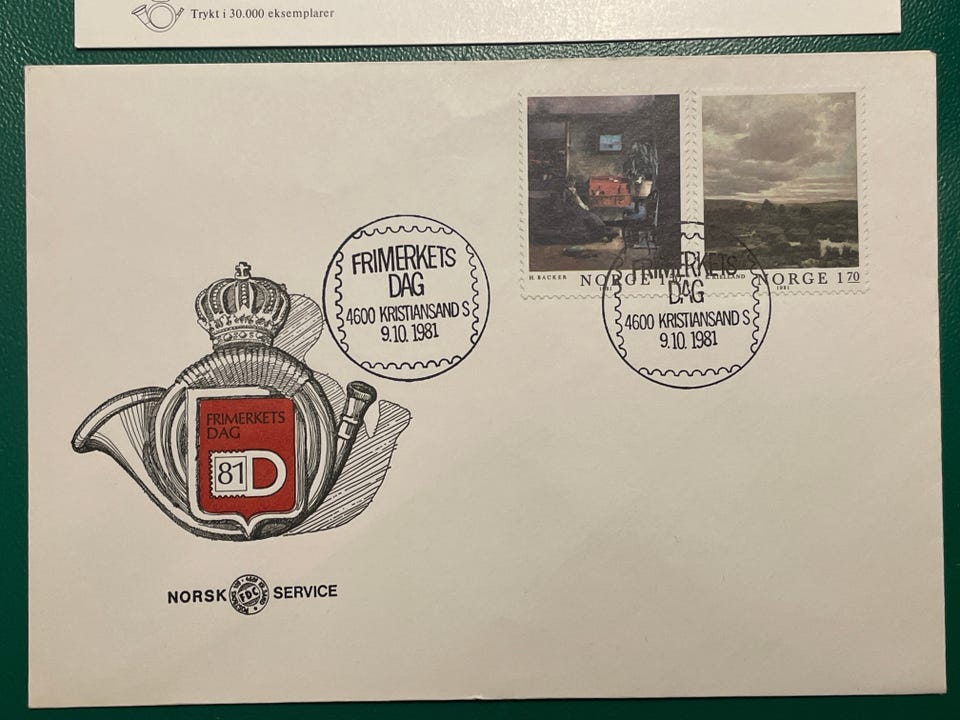 Trykt i 30.000 eksemplarer
H. BACKER
NORGE
1981
KIELLAND
NORGE 1 70
1981
FRIMERKETS
DAG
4600 KRISTIANSAND S
9.10.1981
FRIMERKETS
DAG
4600 KRISTIANSAND S
9.10.1981
FRIMERKETS
DAG
81 D
NORSK FDC SERVICE